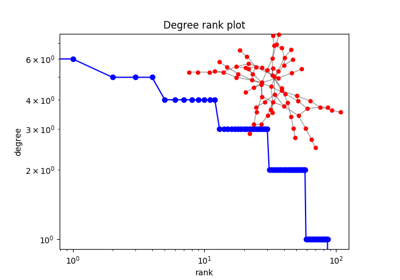 Degree rank plot
degree
6 × 10⁰
4 × 10⁰
3 × 10⁰
2 × 10⁰
10⁰
10⁰
10¹
10²
rank